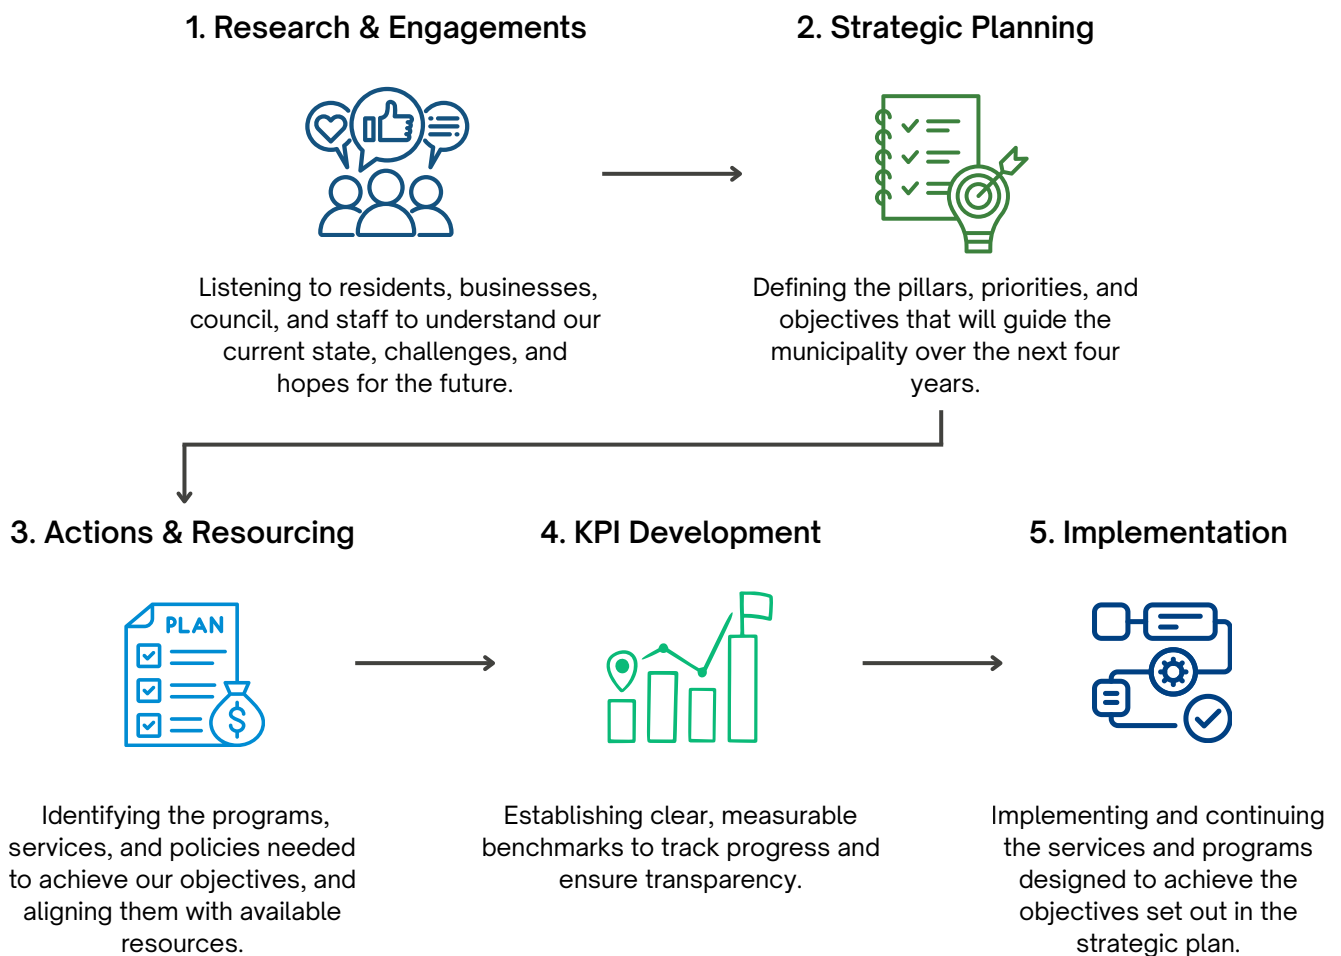 1. Research & Engagements
2. Strategic Planning
Listening to residents, businesses,
council, and staff to understand our
current state, challenges, and
hopes for the future.
Defining the pillars, priorities, and
objectives that will guide the
municipality over the next four
years.
3. Actions & Resourcing
4. KPI Development
5. Implementation
PLAN
$
Identifying the programs,
services, and policies needed
to achieve our objectives, and
aligning them with available
resources.
Establishing clear, measurable
benchmarks to track progress and
ensure transparency.
Implementing and continuing
the services and programs
designed to achieve the
objectives set out in the
strategic plan.